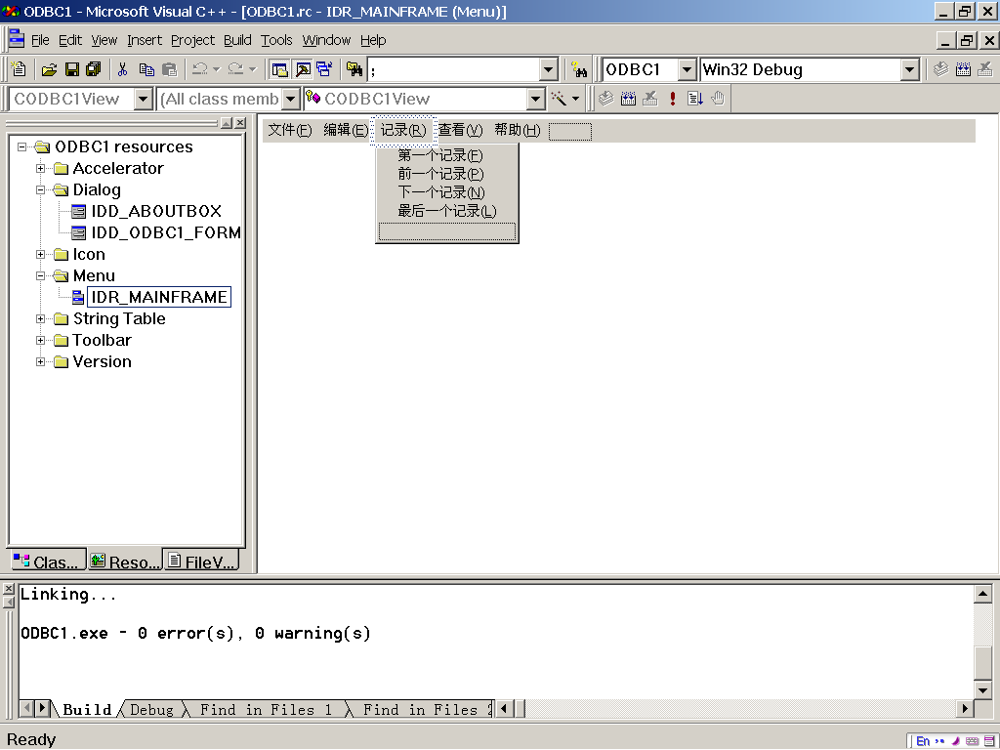 ODBC1 - Microsoft Visual C++ - [ODBC1.rc - IDR_MAINFRAME (Menu)]
File Edit View Insert Project Build Tools Window Help
; ODBC1 Win32 Debug
CODBC1View (All class memb CODBC1View
文件(F) 编辑(E) 记录(R) 查看(V) 帮助(H)
第一个记录(F)
前一个记录(P)
下一个记录(N)
最后一个记录(L)
ODBC1 resources
Accelerator
Dialog
IDD_ABOUTBOX
IDD_ODBC1_FORM
Icon
Menu
IDR_MAINFRAME
String Table
Toolbar
Version
Clas... Reso... FileV...
Linking...
ODBC1.exe - 0 error(s), 0 warning(s)
Build Debug Find in Files 1 Find in Files 2
Ready
En